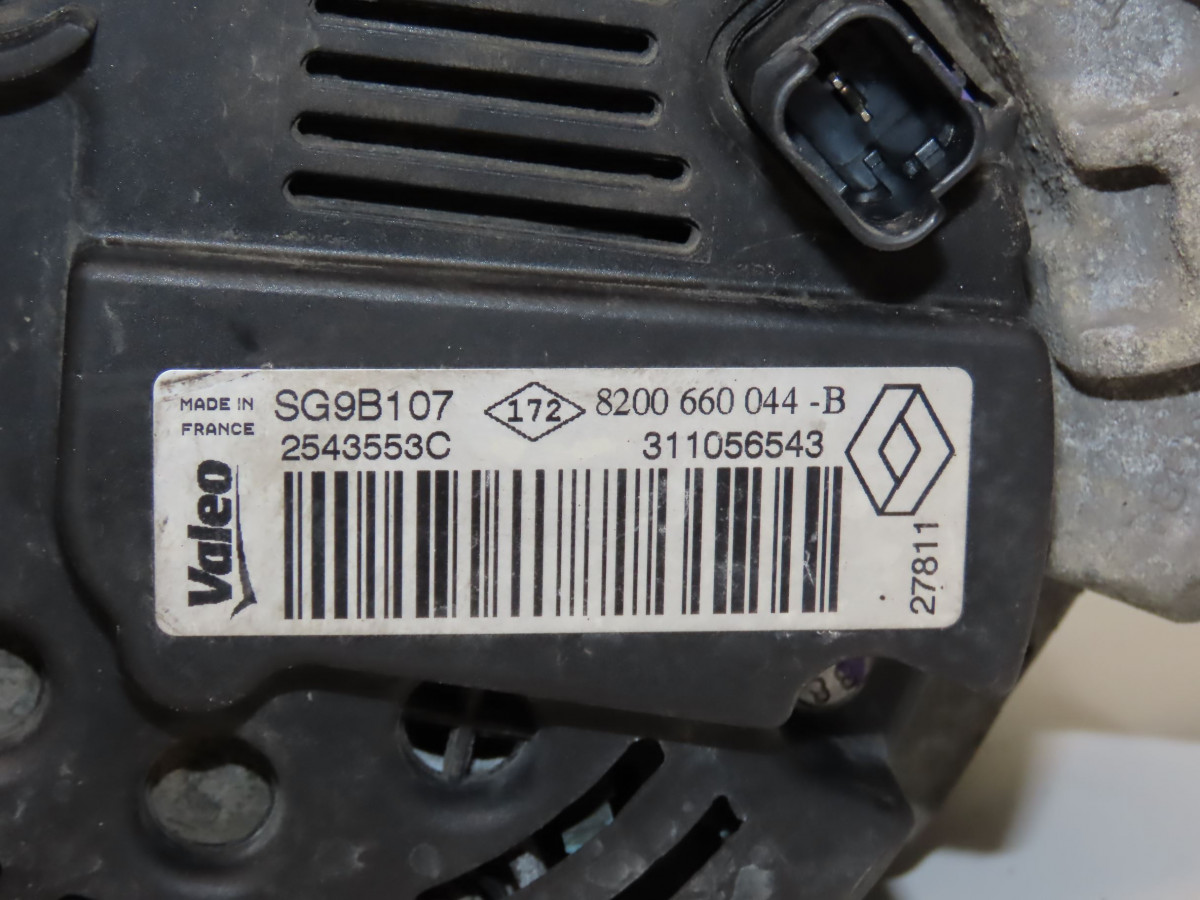 MADE IN
FRANCE
SG9B107
172
8200 660 044 -B
2543553C
311056543
Valeo
27811